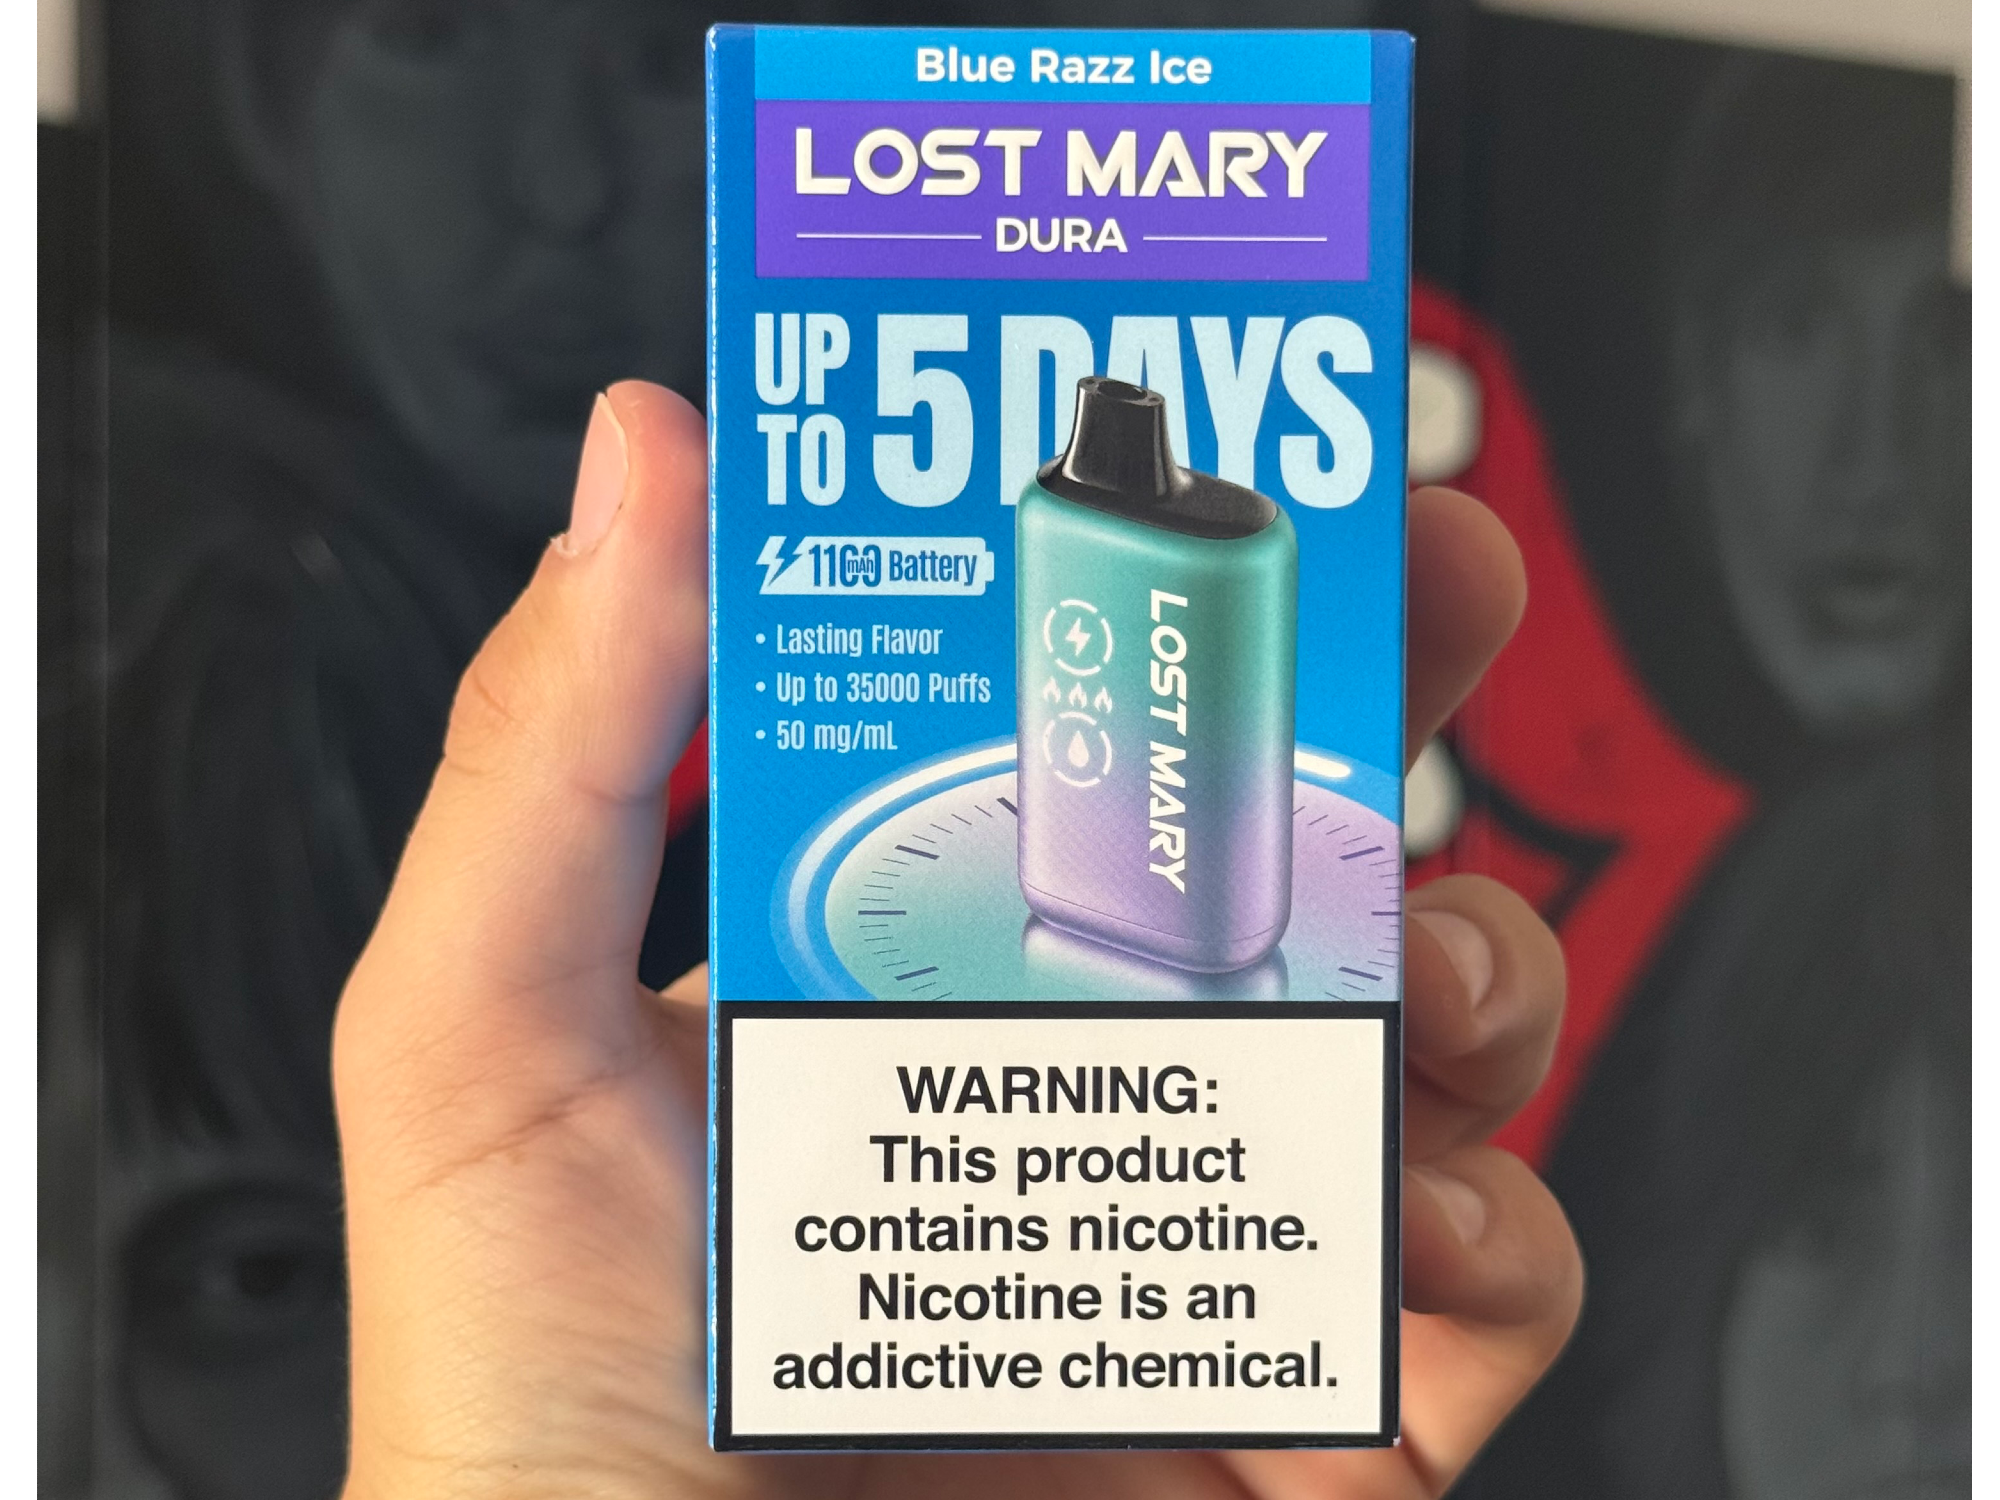 Blue Razz Ice
LOST MARY
DURA
UP TO 5 DAYS
1100 mAh Battery
• Lasting Flavor
• Up to 35000 Puffs
• 50 mg/mL
LOST MARY
WARNING:
This product
contains nicotine.
Nicotine is an
addictive chemical.